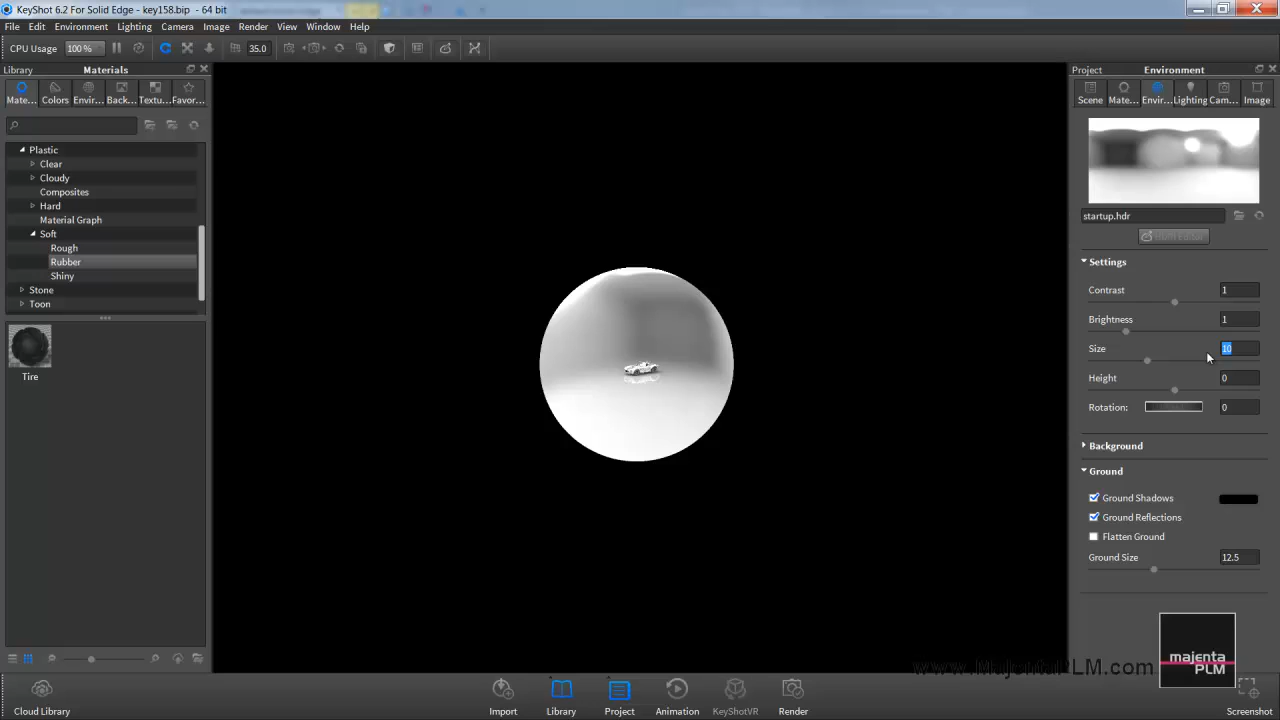 KeyShot 6.2 For Solid Edge - key158.bip - 64 bit
File Edit Environment Lighting Camera Image Render View Window Help
CPU Usage 100 % 35.0
Library Materials
Mate... Colors Envir... Back... Textu... Favor...
Plastic
Clear
Cloudy
Composites
Hard
Material Graph
Soft
Rough
Rubber
Shiny
Stone
Toon
Tire
Project Environment
Scene Mate... Envir... Lighting Cam... Image
startup.hdr
Settings
Contrast 1
Brightness 1
Size 10
Height 0
Rotation: 0
Background
Ground
Ground Shadows
Ground Reflections
Flatten Ground
Ground Size 12.5
majenta
PLM
www.MajentaPLM.com
Cloud Library Import Library Project Animation KeyShotVR Render Screenshot